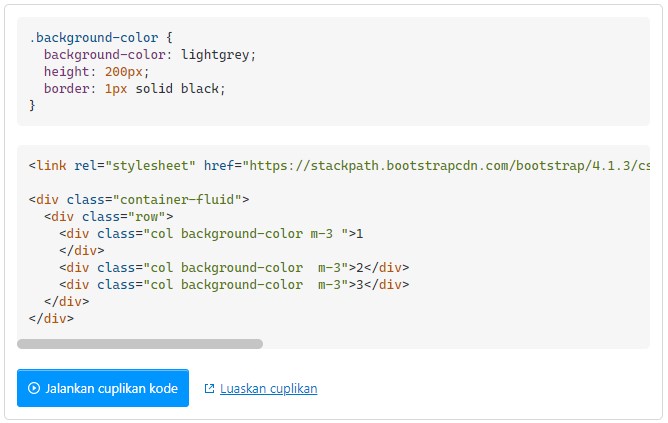 .background-color {
  background-color: lightgrey;
  height: 200px;
  border: 1px solid black;
}
<link rel="stylesheet" href="https://stackpath.bootstrapcdn.com/bootstrap/4.1.3/cs
<div class="container-fluid">
  <div class="row">
    <div class="col background-color m-3 ">1
    </div>
    <div class="col background-color  m-3">2</div>
    <div class="col background-color  m-3">3</div>
  </div>
</div>
Jalankan cuplikan kode Luaskan cuplikan